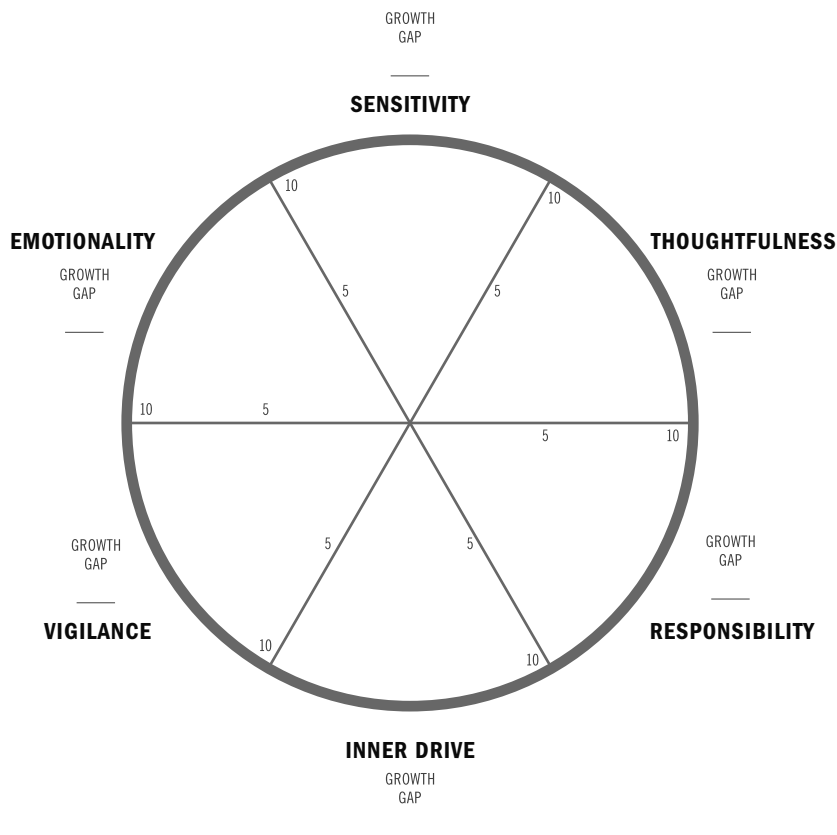 GROWTH
GAP
SENSITIVITY
10
10
EMOTIONALITY
THOUGHTFULNESS
GROWTH
GAP
GROWTH
GAP
5
5
10
5
5
10
GROWTH
GAP
5
5
GROWTH
GAP
VIGILANCE
RESPONSIBILITY
10
10
INNER DRIVE
GROWTH
GAP